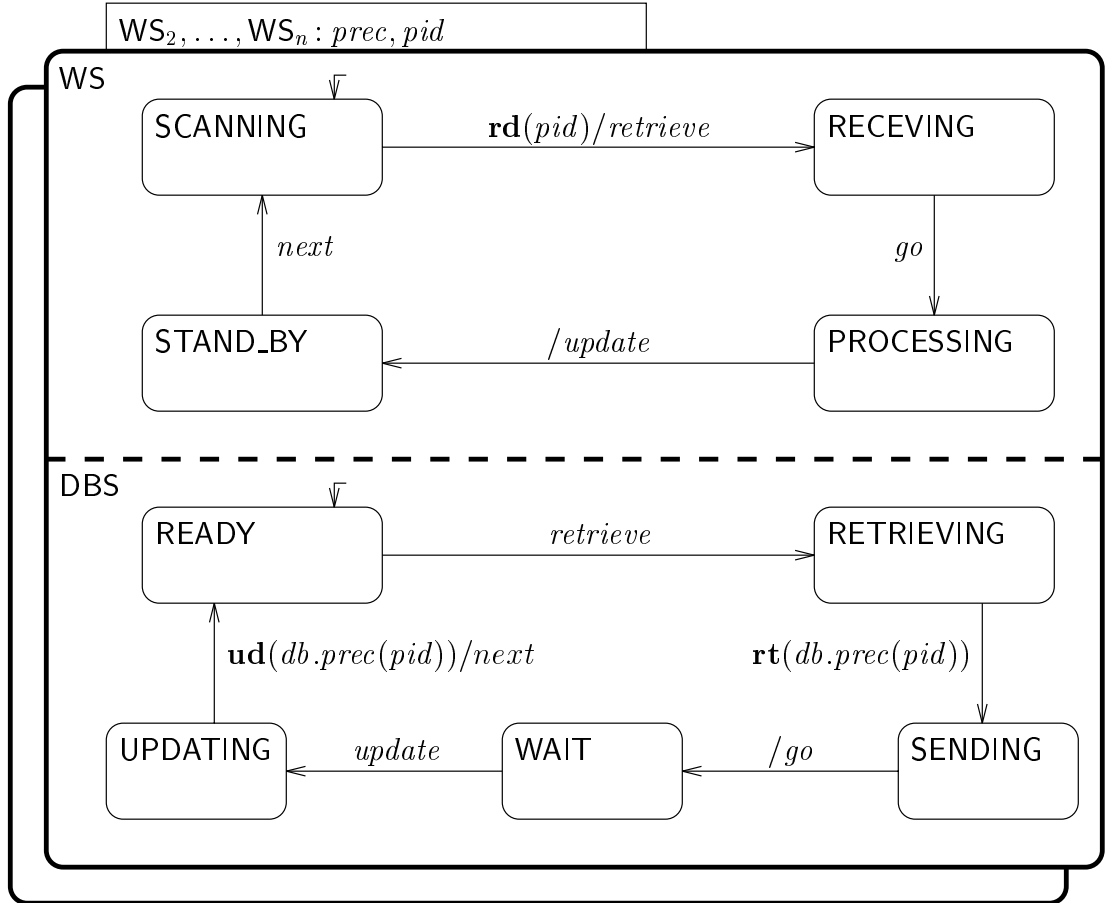 WS₂, . . . , WSₙ : prec, pid
WS
SCANNING
rd(pid)/retrieve
RECEVING
next
go
STAND_BY
/update
PROCESSING
DBS
READY
retrieve
RETRIEVING
ud(db.prec(pid))/next
rt(db.prec(pid))
UPDATING
update
WAIT
/go
SENDING